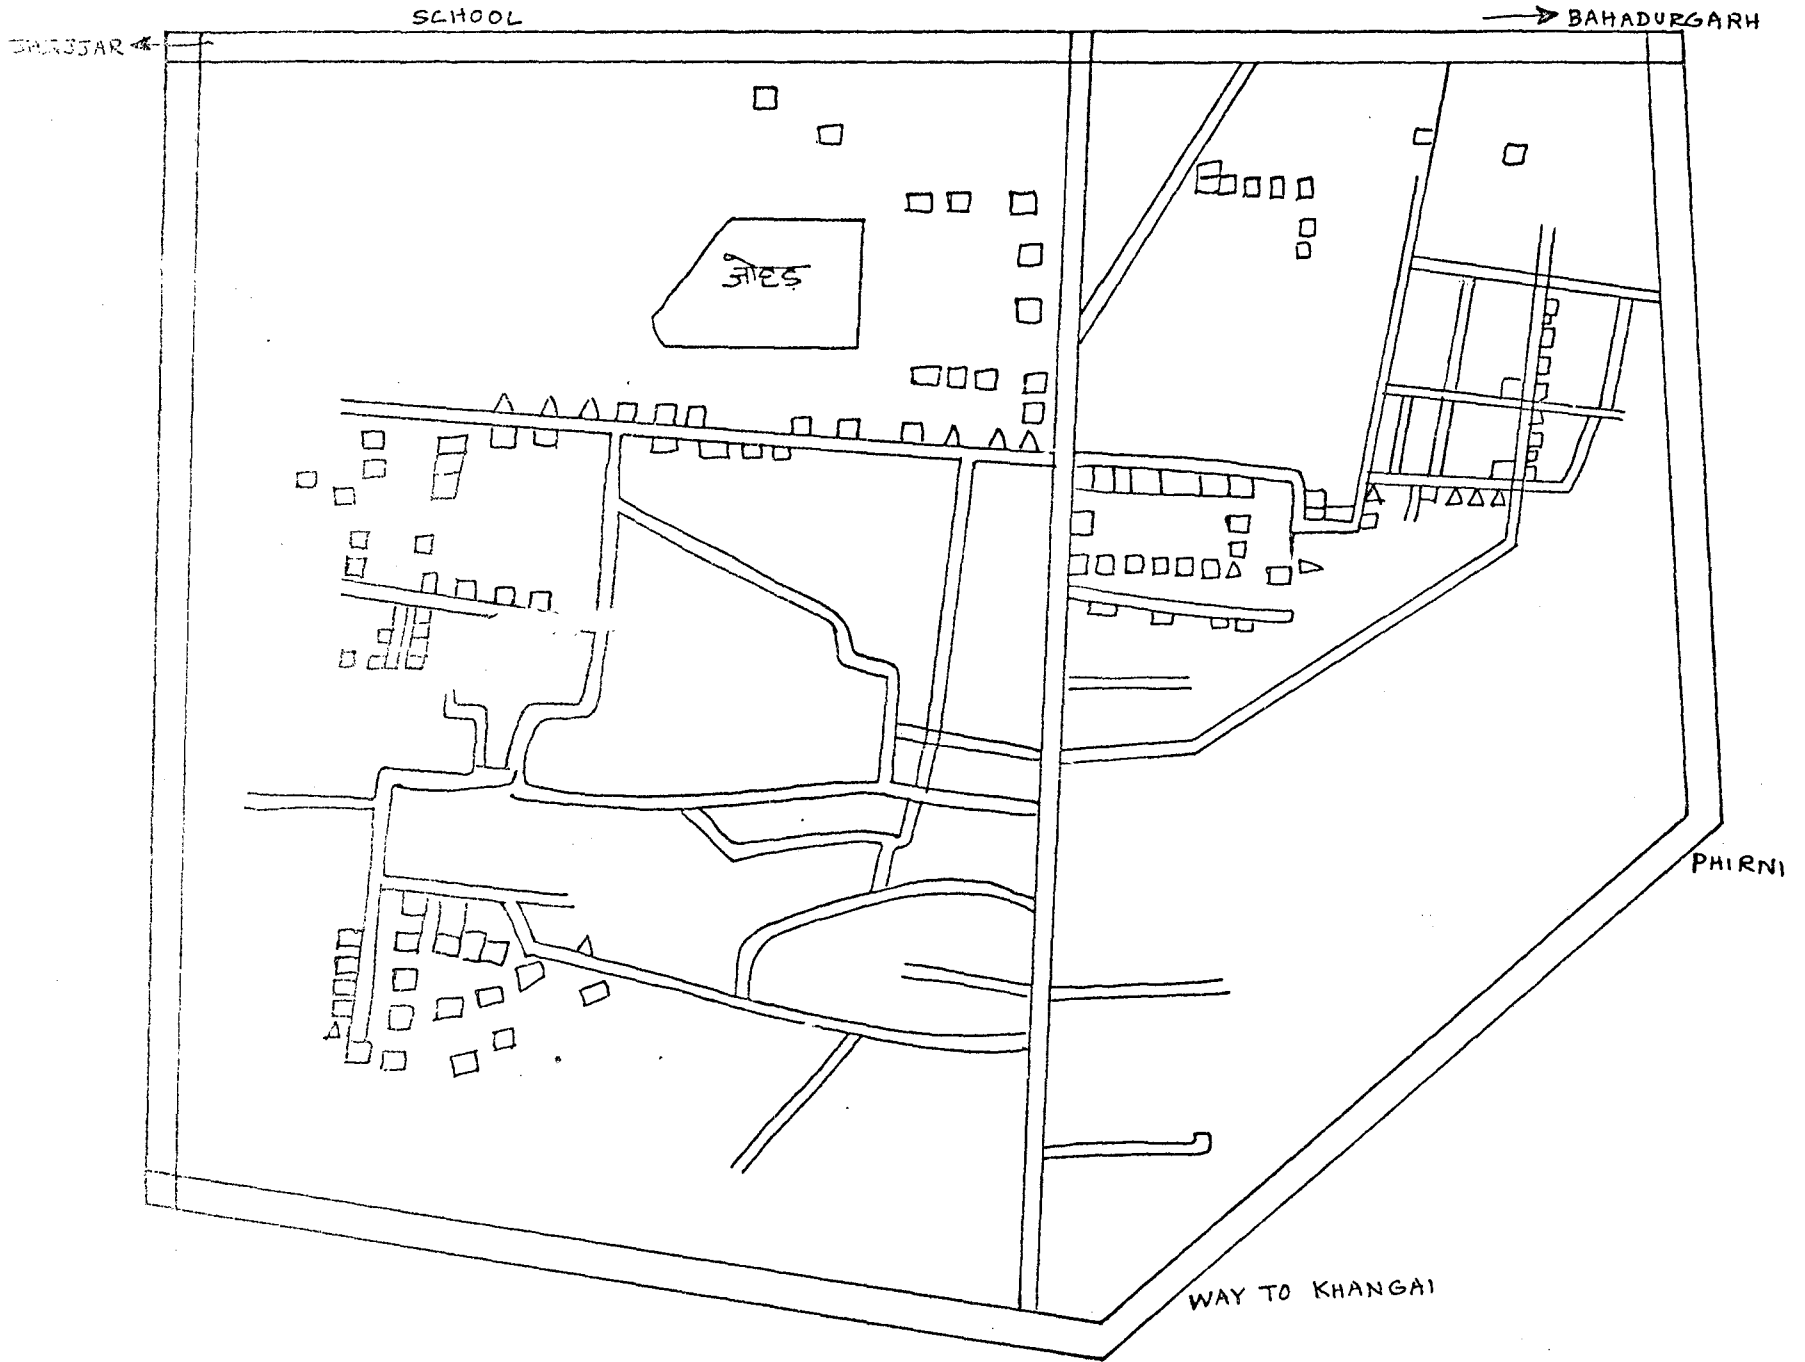 SCHOOL
→ BAHADURGARH
JHAJJAR ←
जोहड़
PHIRNI
WAY TO KHANGAI